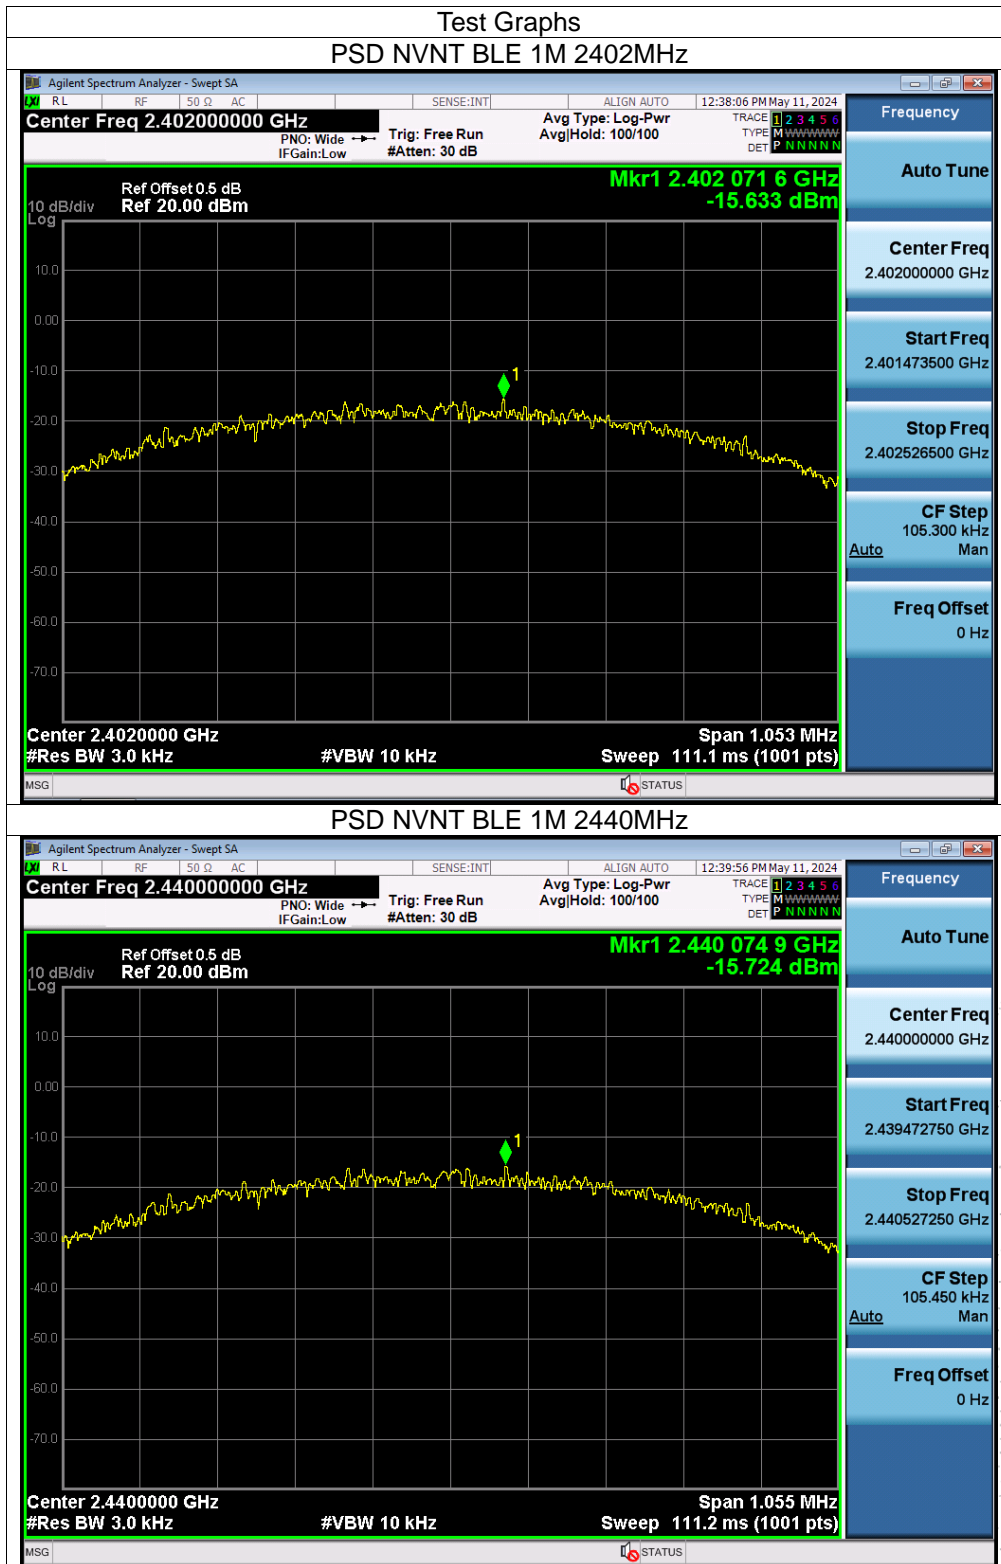 Test Graphs
PSD NVNT BLE 1M 2402MHz
Agilent Spectrum Analyzer - Swept SA
LXI RL RF 50 Ω AC SENSE:INT ALIGN AUTO 12:38:06 PM May 11, 2024
Center Freq 2.402000000 GHz
PNO: Wide
IFGain:Low
Trig: Free Run
#Atten: 30 dB
Avg Type: Log-Pwr
Avg|Hold: 100/100
TRACE 1 2 3 4 5 6
TYPE M WWWWW
DET P N N N N N
Frequency
Auto Tune
Mkr1 2.402 071 6 GHz
-15.633 dBm
Ref Offset 0.5 dB
10 dB/div Ref 20.00 dBm
Log
10.0
0.00
-10.0
-20.0
-30.0
-40.0
-50.0
-60.0
-70.0
1
Center Freq
2.402000000 GHz
Start Freq
2.401473500 GHz
Stop Freq
2.402526500 GHz
CF Step
105.300 kHz
Auto Man
Freq Offset
0 Hz
Center 2.4020000 GHz Span 1.053 MHz
#Res BW 3.0 kHz #VBW 10 kHz Sweep 111.1 ms (1001 pts)
MSG STATUS
PSD NVNT BLE 1M 2440MHz
Agilent Spectrum Analyzer - Swept SA
LXI RL RF 50 Ω AC SENSE:INT ALIGN AUTO 12:39:56 PM May 11, 2024
Center Freq 2.440000000 GHz
PNO: Wide
IFGain:Low
Trig: Free Run
#Atten: 30 dB
Avg Type: Log-Pwr
Avg|Hold: 100/100
TRACE 1 2 3 4 5 6
TYPE M WWWWW
DET P N N N N N
Frequency
Auto Tune
Mkr1 2.440 074 9 GHz
-15.724 dBm
Ref Offset 0.5 dB
10 dB/div Ref 20.00 dBm
Log
10.0
0.00
-10.0
-20.0
-30.0
-40.0
-50.0
-60.0
-70.0
1
Center Freq
2.440000000 GHz
Start Freq
2.439472750 GHz
Stop Freq
2.440527250 GHz
CF Step
105.450 kHz
Auto Man
Freq Offset
0 Hz
Center 2.4400000 GHz Span 1.055 MHz
#Res BW 3.0 kHz #VBW 10 kHz Sweep 111.2 ms (1001 pts)
MSG STATUS